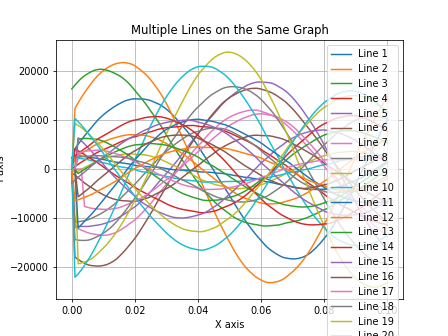 Multiple Lines on the Same Graph
20000
10000
0
-10000
-20000
0.00
0.02
0.04
0.06
X axis
Line 1
Line 2
Line 3
Line 4
Line 5
Line 6
Line 7
Line 8
Line 9
Line 10
Line 11
Line 12
Line 13
Line 14
Line 15
Line 16
Line 17
Line 18
Line 19
Line 20